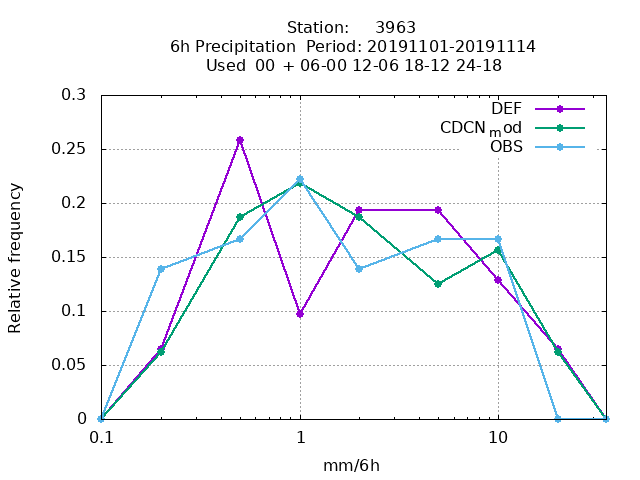 Station: 3963
6h Precipitation Period: 20191101-20191114
Used 00 + 06-00 12-06 18-12 24-18
0.3
0.25
0.2
0.15
0.1
0.05
0
Relative frequency
DEF
CDCN_mod
OBS
0.1 1 10
mm/6h